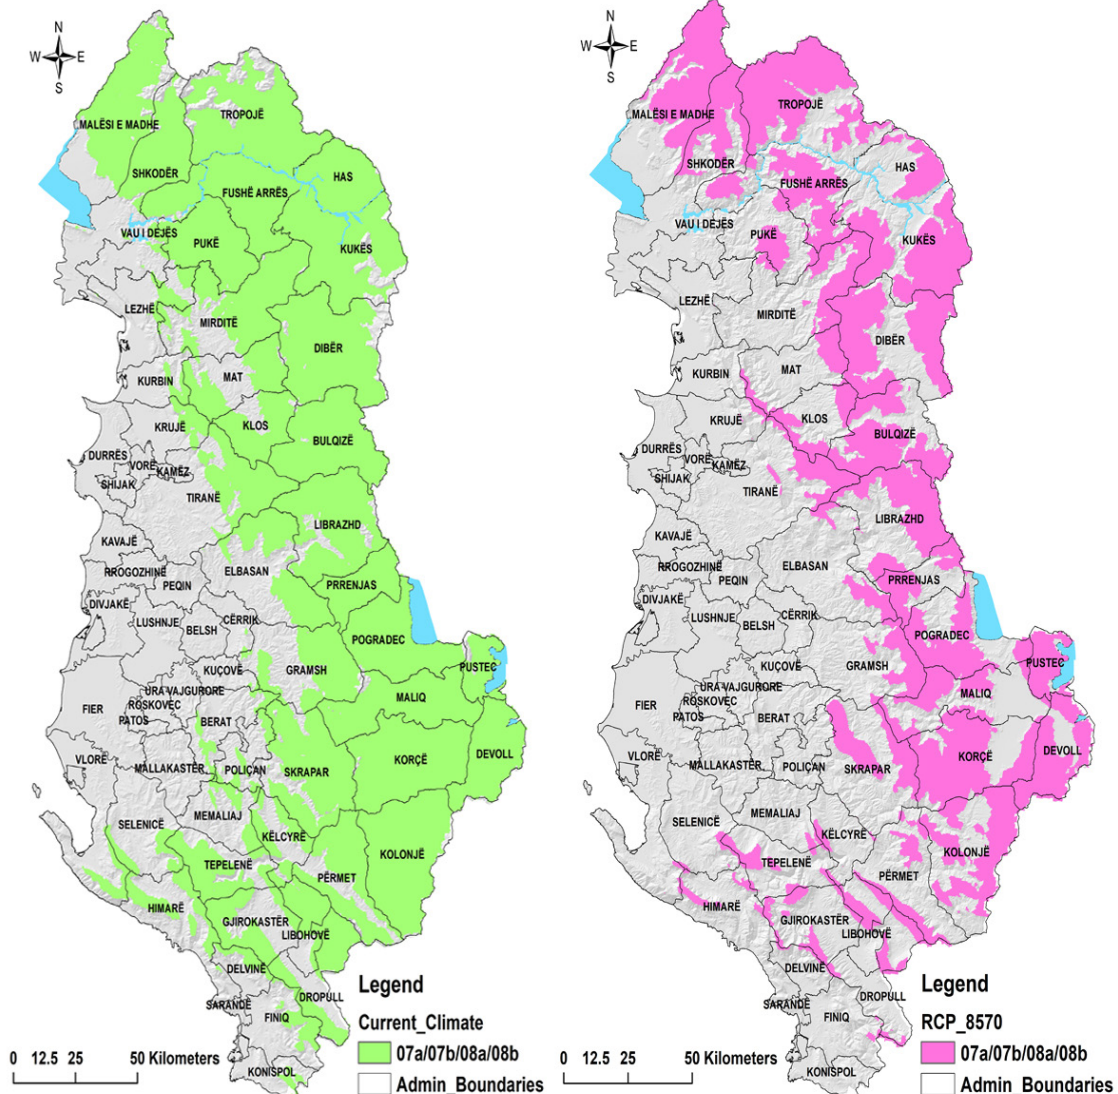 N
W E
S
MALËSI E MADHE
TROPOJË
SHKODËR
HAS
FUSHË ARRËS
VAU I DEJËS
PUKË
KUKËS
LEZHË
MIRDITË
DIBËR
KURBIN
MAT
KRUJË
KLOS
BULQIZË
DURRËS
VORË
KAMËZ
SHIJAK
TIRANË
LIBRAZHD
KAVAJË
RROGOZHINË
PEQIN
ELBASAN
PRRENJAS
DIVJAKË
LUSHNJE
BELSH
CËRRIK
POGRADEC
GRAMSH
PUSTEC
KUÇOVË
URA VAJGURORE
ROSKOVEC
MALIQ
FIER
PATOS
BERAT
VLORË
MALLAKASTËR
POLIÇAN
SKRAPAR
KORÇË
DEVOLL
SELENICË
MEMALIAJ
KËLCYRË
TEPELENË
KOLONJË
PËRMET
HIMARË
GJIROKASTËR
LIBOHOVË
DELVINË
SARANDË
DROPULL
FINIQ
KONISPOL
Legend
Current_Climate
07a/07b/08a/08b
Admin_Boundaries
0 12.5 25 50 Kilometers
N
W E
S
MALËSI E MADHE
TROPOJË
SHKODËR
HAS
FUSHË ARRËS
VAU I DEJËS
PUKË
KUKËS
LEZHË
MIRDITË
DIBËR
KURBIN
MAT
KRUJË
KLOS
BULQIZË
DURRËS
VORË
KAMËZ
SHIJAK
TIRANË
LIBRAZHD
KAVAJË
RROGOZHINË
PEQIN
ELBASAN
PRRENJAS
DIVJAKË
LUSHNJE
BELSH
CËRRIK
POGRADEC
GRAMSH
PUSTEC
KUÇOVË
URA VAJGURORE
ROSKOVEC
MALIQ
FIER
PATOS
BERAT
VLORË
MALLAKASTËR
POLIÇAN
SKRAPAR
KORÇË
DEVOLL
SELENICË
MEMALIAJ
KËLCYRË
TEPELENË
KOLONJË
PËRMET
HIMARË
GJIROKASTËR
LIBOHOVË
DELVINË
SARANDË
DROPULL
FINIQ
KONISPOL
Legend
RCP_8570
07a/07b/08a/08b
Admin_Boundaries
0 12.5 25 50 Kilometers